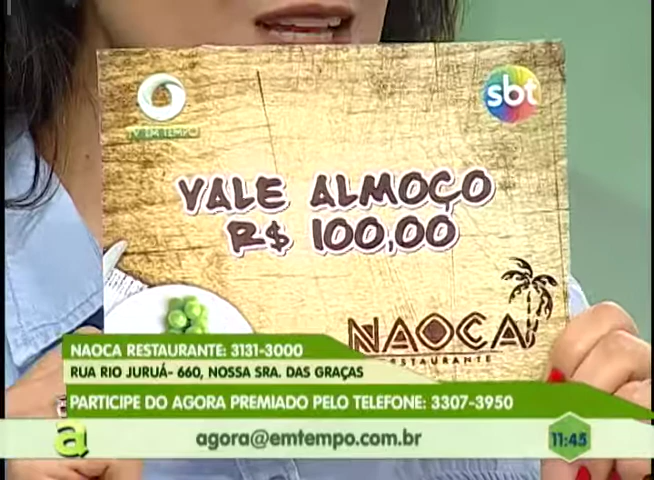 TV EM TEMPO
sbt
VALE ALMOÇO
R$ 100,00
NAOCA
RESTAURANTE
NAOCA RESTAURANTE: 3131-3000
RUA RIO JURUÁ- 660, NOSSA SRA. DAS GRAÇAS
PARTICIPE DO AGORA PREMIADO PELO TELEFONE: 3307-3950
a
agora@emtempo.com.br
11:45